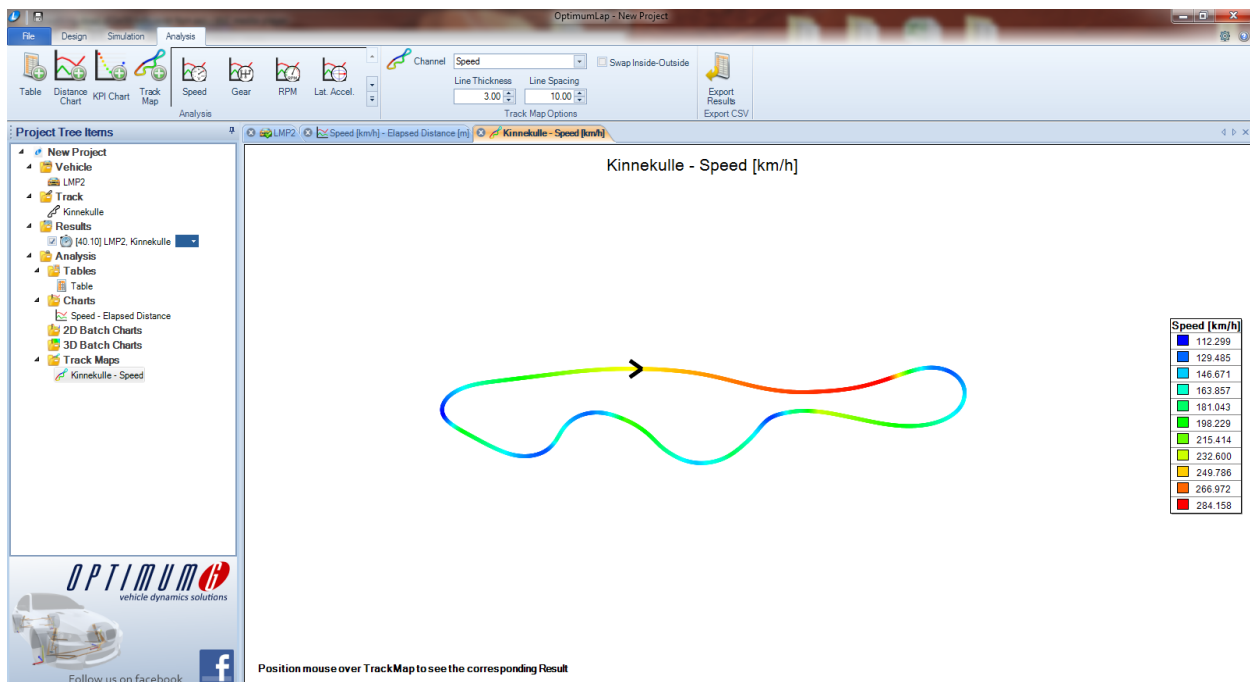 OptimumLap - New Project
File Design Simulation Analysis
Table
Distance Chart
KPI Chart
Track Map
Speed
Gear
RPM
Lat. Accel.
Analysis
Channel Speed
Swap Inside-Outside
Line Thickness Line Spacing
3.00 10.00
Track Map Options
Export Results
Export CSV
Project Tree Items
LMP2
Speed [km/h] - Elapsed Distance [m]
Kinnekulle - Speed [km/h]
New Project
Vehicle
LMP2
Track
Kinnekulle
Results
[40.10] LMP2, Kinnekulle
Analysis
Tables
Table
Charts
Speed - Elapsed Distance
2D Batch Charts
3D Batch Charts
Track Maps
Kinnekulle - Speed
OPTIMUM G
vehicle dynamics solutions
Follow us on facebook
f
Kinnekulle - Speed [km/h]
Speed [km/h]
112.299
129.485
146.671
163.857
181.043
198.229
215.414
232.600
249.786
266.972
284.158
Position mouse over TrackMap to see the corresponding Result